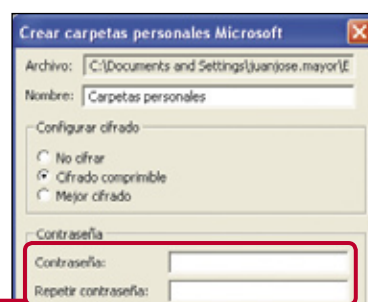 Crear carpetas personales Microsoft
Archivo: C:\Documents and Settings\juanjose.mayor\E
Nombre: Carpetas personales
Configurar cifrado
No cifrar
Cifrado comprimible
Mejor cifrado
Contraseña
Contraseña:
Repetir contraseña: